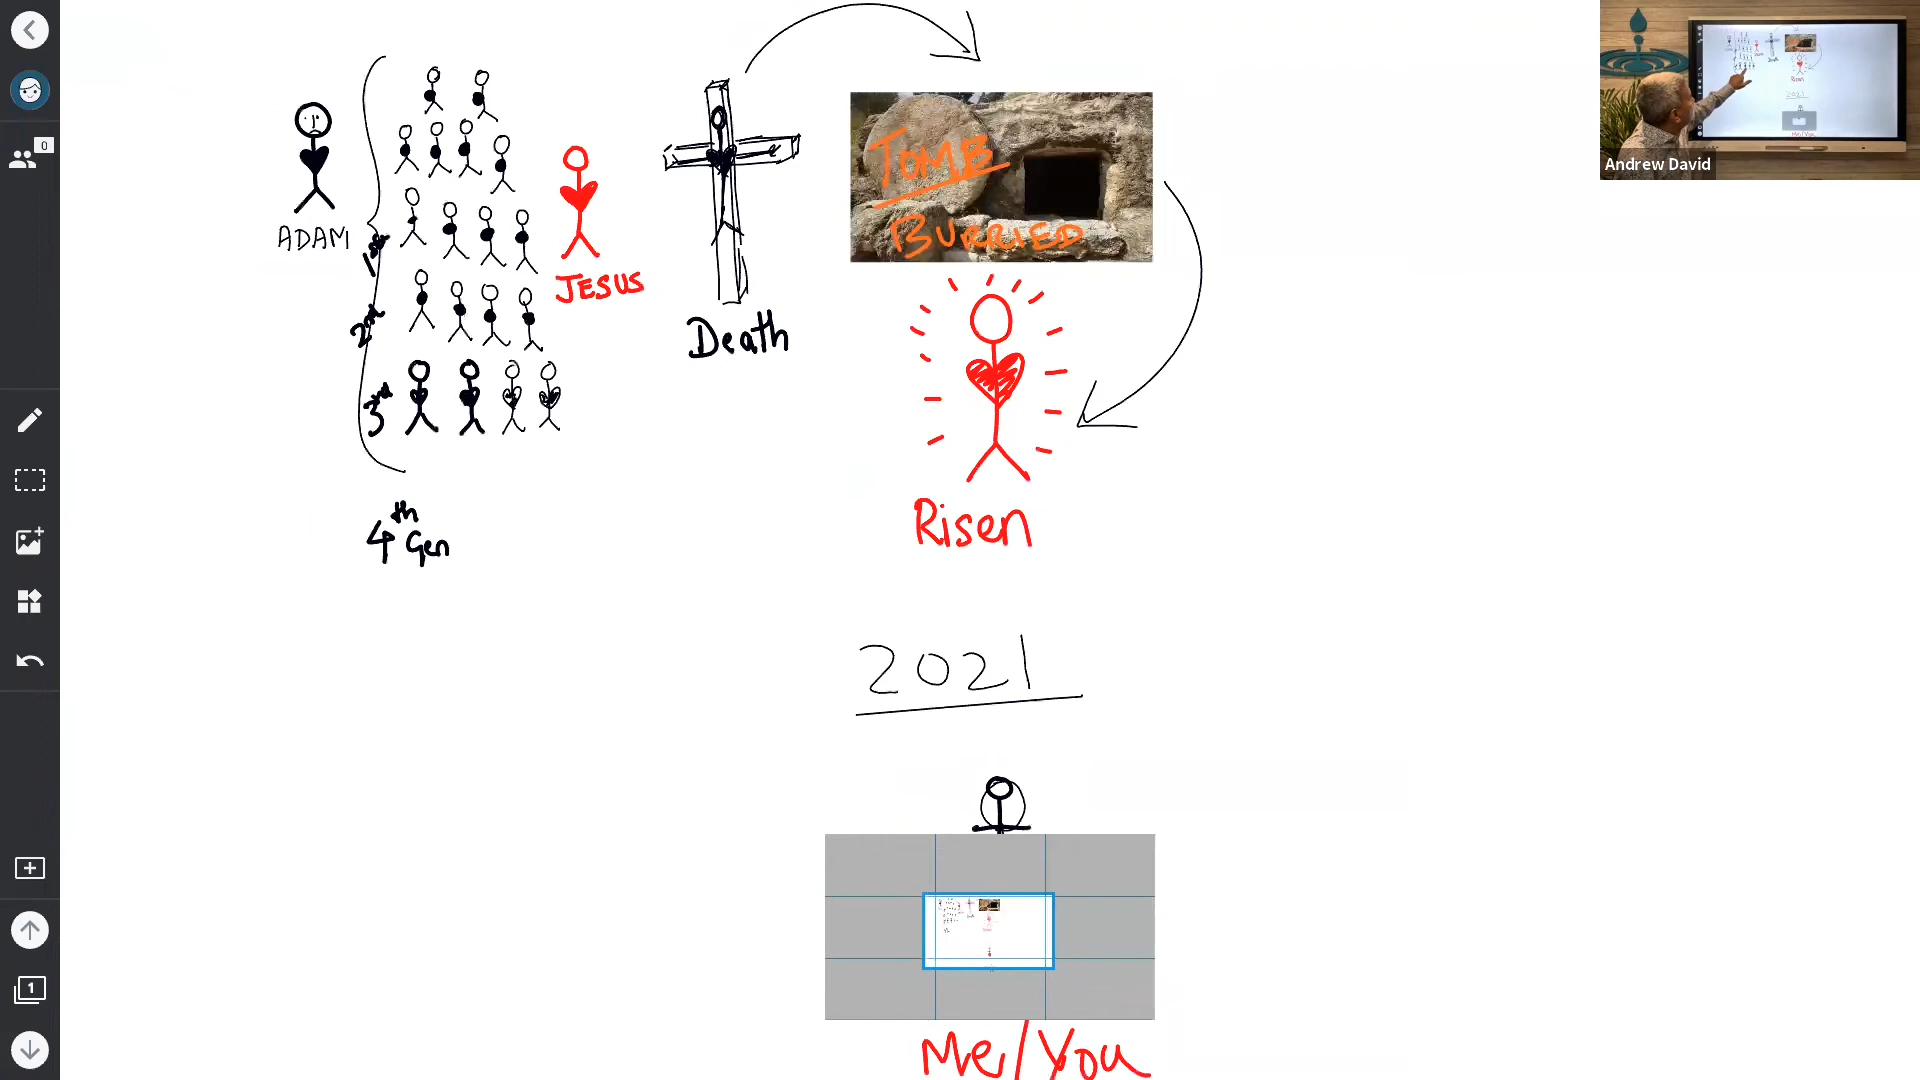 0
Andrew David
ADAM
1st
2nd
3rd
4th Gen
JESUS
Death
TOMB
BURRIED
Risen
2021
Me/You
1